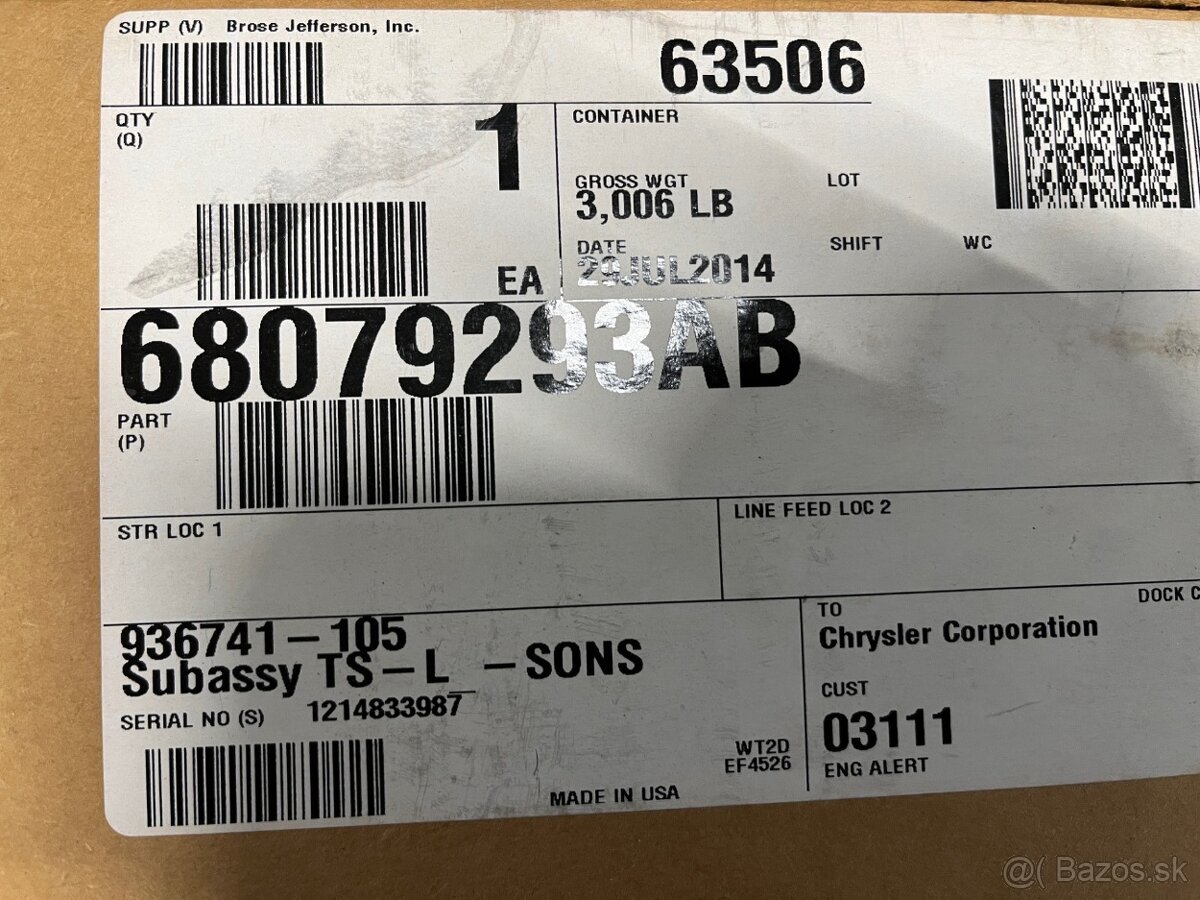 SUPP (V) Brose Jefferson, Inc.
63506
QTY
(Q)
1
EA
CONTAINER
GROSS WGT
3,006 LB
LOT
DATE
29JUL2014
SHIFT
WC
68079293AB
PART
(P)
STR LOC 1
LINE FEED LOC 2
936741-105
Subassy TS-L_-SONS
SERIAL NO (S) 1214833987
WT2D
EF4526
MADE IN USA
TO
DOCK C
Chrysler Corporation
CUST
03111
ENG ALERT
@( Bazos.sk